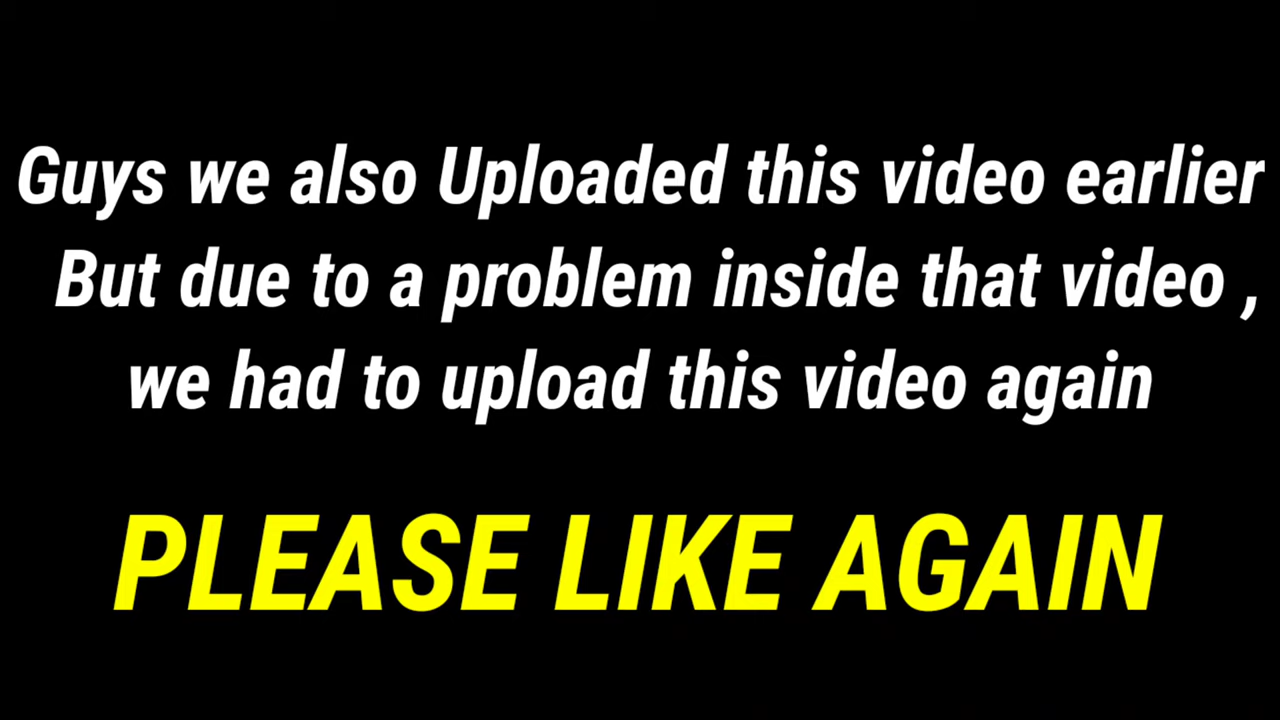 Guys we also Uploaded this video earlier
But due to a problem inside that video ,
we had to upload this video again
PLEASE LIKE AGAIN